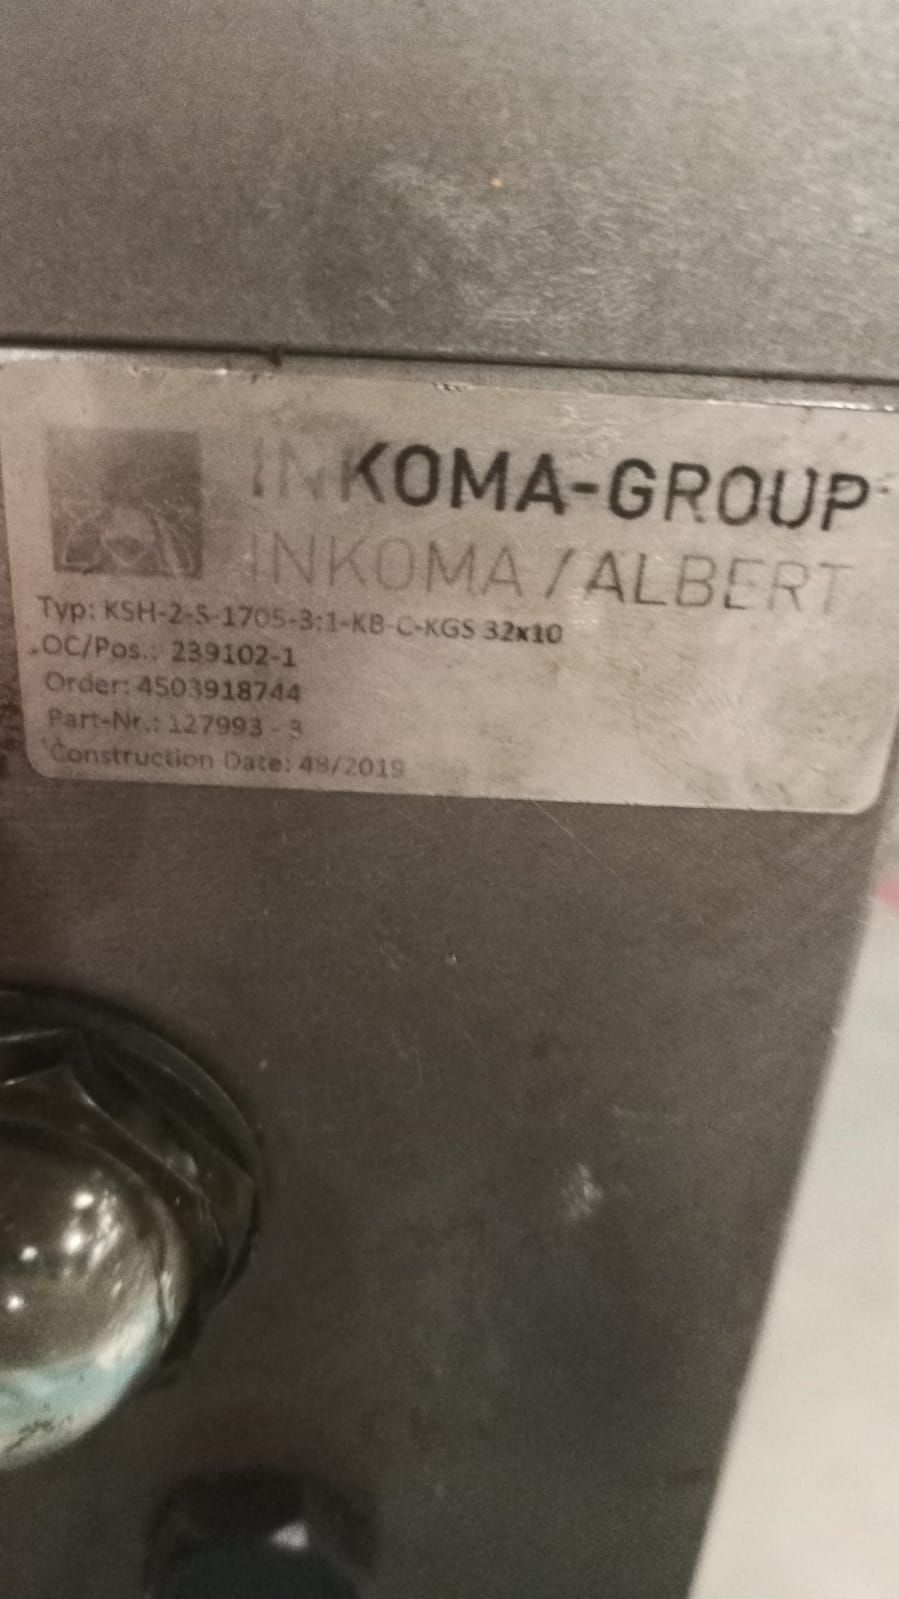 INKOMA-GROUP
INKOMA / ALBERT
Typ: KSH-2-S-1705-3:1-KB-C-KGS 32x10
OC/Pos.: 239102-1
Order: 4503918744
Part-Nr.: 127993 - 3
Construction Date: 48/2019